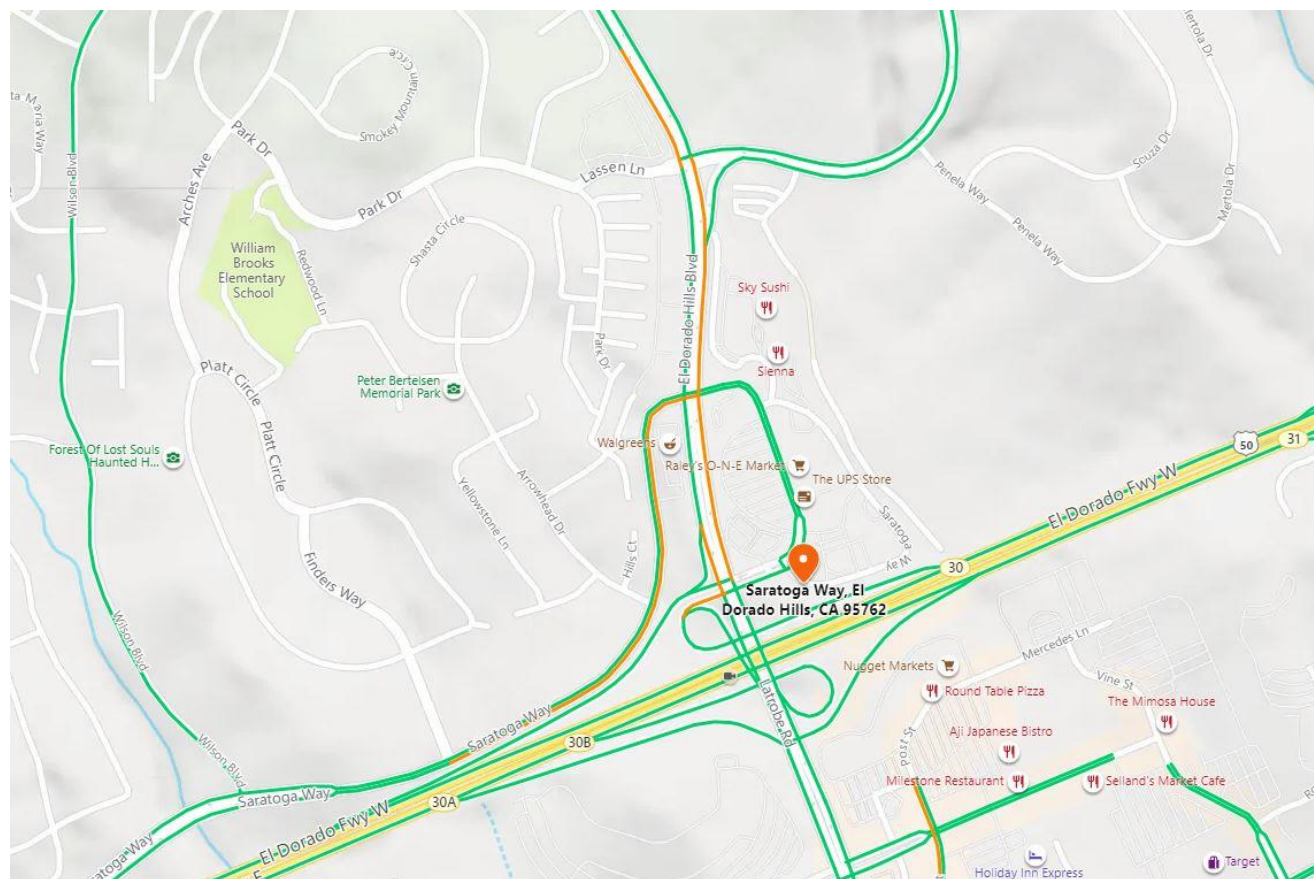 Mertola Dr
Smokey Mountain Circle
Park Dr
Souza Dr
Wilson Blvd
Arches Ave
Lassen Ln
Penela Way
Park Dr
Mertola Dr
Shasta Circle
Penela Way
William
Brooks
Elementary
School
Redwood Ln
El Dorado Hills Blvd
Sky Sushi
Park Dr
Sienna
Platt Circle
Peter Bertelsen
Memorial Park
Platt Circle
Forest Of Lost Souls
Haunted H...
Walgreens
50
31
Raley's O-N-E Market
The UPS Store
Arrowhead Dr
Yellowstone Ln
El Dorado Fwy W
Saratoga
Way
Hills Ct
30
Finders Way
Saratoga Way, El
Dorado Hills, CA 95762
Wilson Blvd
Mercedes Ln
Nugget Markets
Vine St
Round Table Pizza
The Mimosa House
Latrobe Rd
Saratoga Way
30B
Post St
Aji Japanese Bistro
Wilson Blvd
Milestone Restaurant
Selland's Market Cafe
Saratoga Way
30A
El Dorado Fwy W
Holiday Inn Express
Target